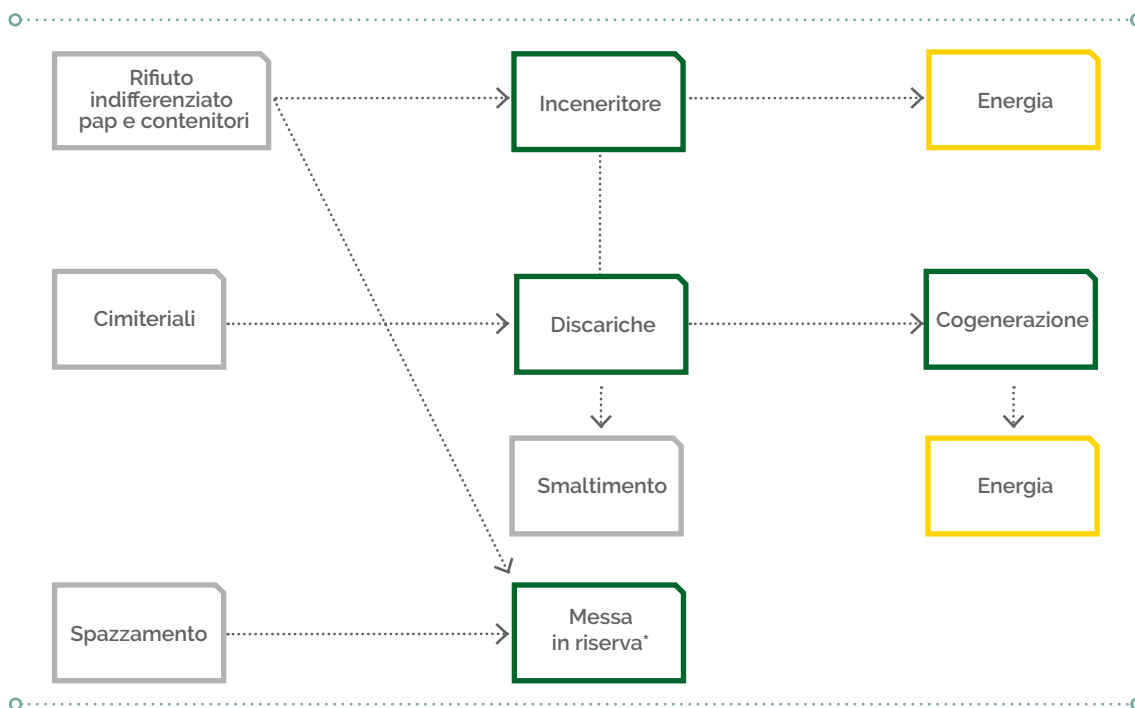 Rifiuto
indifferenziato
pap e contenitori
Inceneritore
Energia
Cimiteriali
Discariche
Cogenerazione
Smaltimento
Energia
Spazzamento
Messa
in riserva*